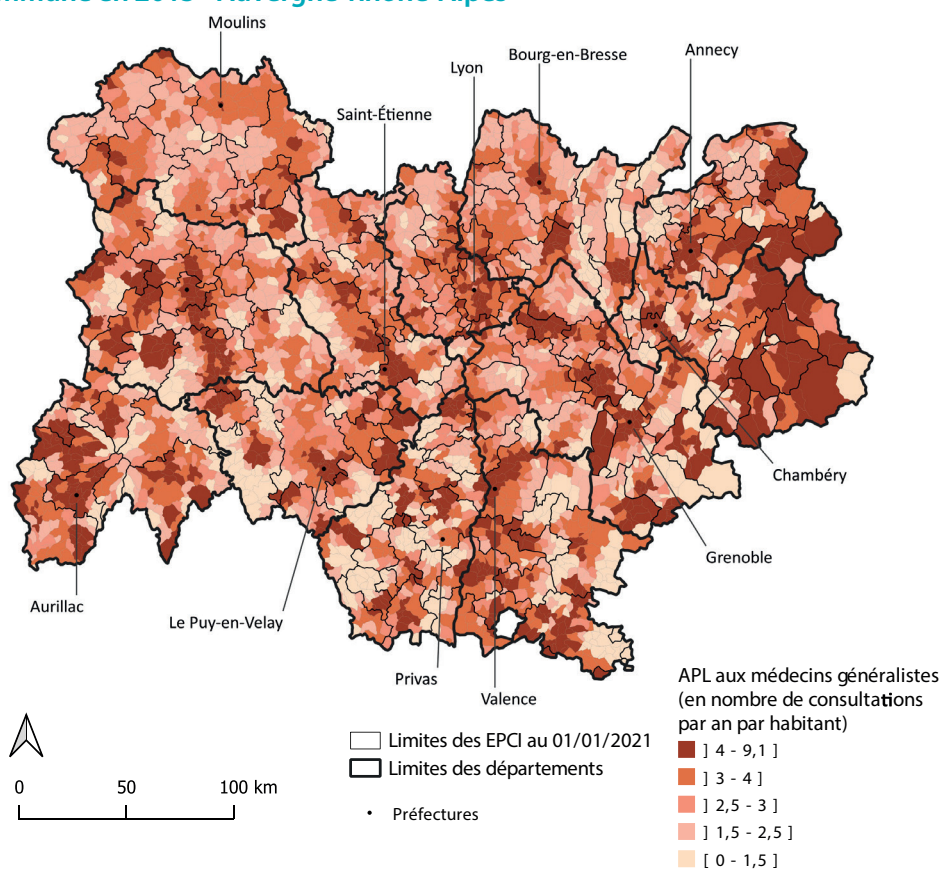 Auvergne-Rhône-Alpes
Moulins
Bourg-en-Bresse
Annecy
Lyon
Saint-Étienne
Chambéry
Grenoble
Aurillac
Le Puy-en-Velay
Privas
Valence
APL aux médecins généralistes
(en nombre de consultations
par an par habitant)
] 4 - 9,1 ]
] 3 - 4 ]
] 2,5 - 3 ]
] 1,5 - 2,5 ]
[ 0 - 1,5 ]
Limites des EPCI au 01/01/2021
Limites des départements
Préfectures
0 50 100 km